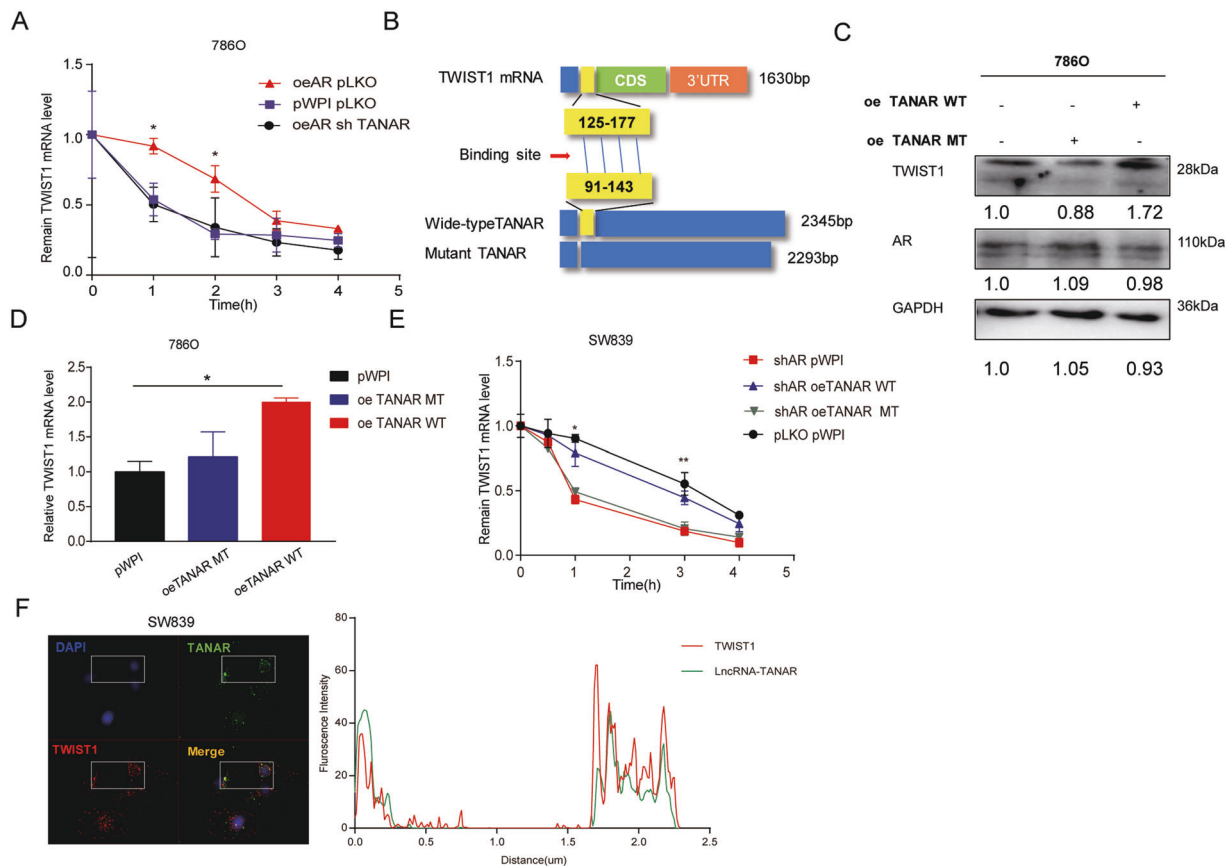 A
786O
Remain TWIST1 mRNA level
1.5
1.0
0.5
0.0
0 1 2 3 4 5
Time(h)
* *
oeAR pLKO
pWPI pLKO
oeAR sh TANAR
B
TWIST1 mRNA
CDS
3'UTR
1630bp
125-177
Binding site
91-143
Wide-typeTANAR
2345bp
Mutant TANAR
2293bp
C
786O
oe TANAR WT - - +
oe TANAR MT - + -
TWIST1
28kDa
1.0 0.88 1.72
AR
110kDa
1.0 1.09 0.98
GAPDH
36kDa
1.0 1.05 0.93
D
786O
Relative TWIST1 mRNA level
2.5
2.0
1.5
1.0
0.5
0.0
*
pWPI
oeTANAR MT
oeTANAR WT
pWPI
oe TANAR MT
oe TANAR WT
E
SW839
Remain TWIST1 mRNA level
1.5
1.0
0.5
0.0
0 1 2 3 4 5
Time(h)
* **
shAR pWPI
shAR oeTANAR WT
shAR oeTANAR MT
pLKO pWPI
F
SW839
DAPI
TANAR
TWIST1
Merge
Fluroscence Intensity
80
60
40
20
0
0.0 0.5 1.0 1.5 2.0 2.5
Distance(um)
TWIST1
LncRNA-TANAR